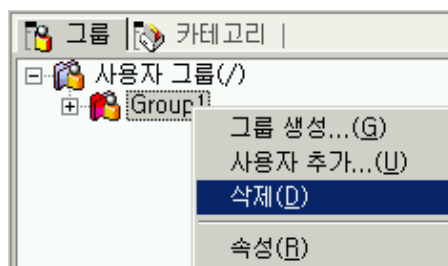 그룹 카테고리
사용자 그룹(/)
Group1
그룹 생성...(G)
사용자 추가...(U)
삭제(D)
속성(R)